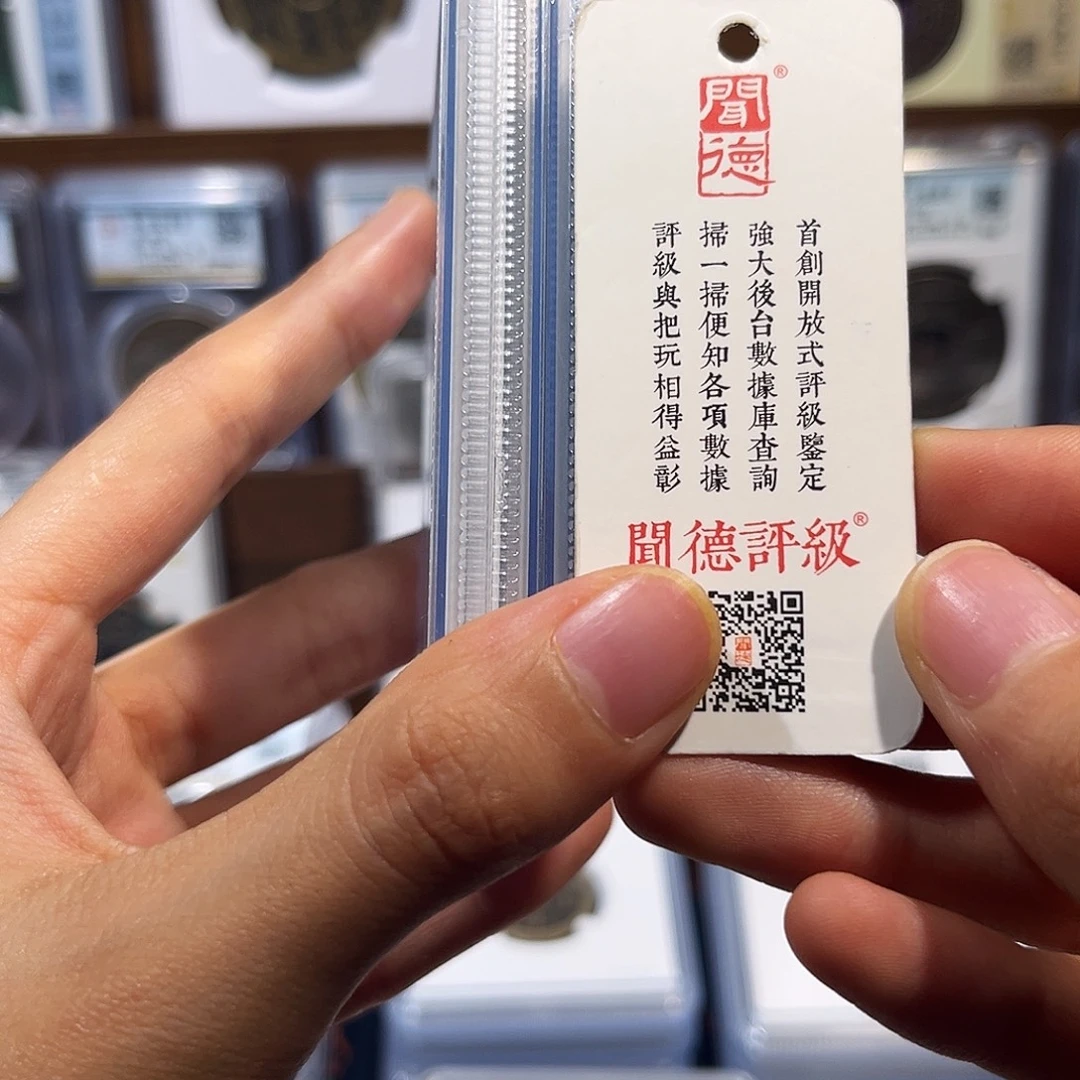 聞德®
首創開放式評級鑒定
強大後台數據庫查詢
掃一掃便知各項數據
評級與把玩相得益彰
聞德評級®